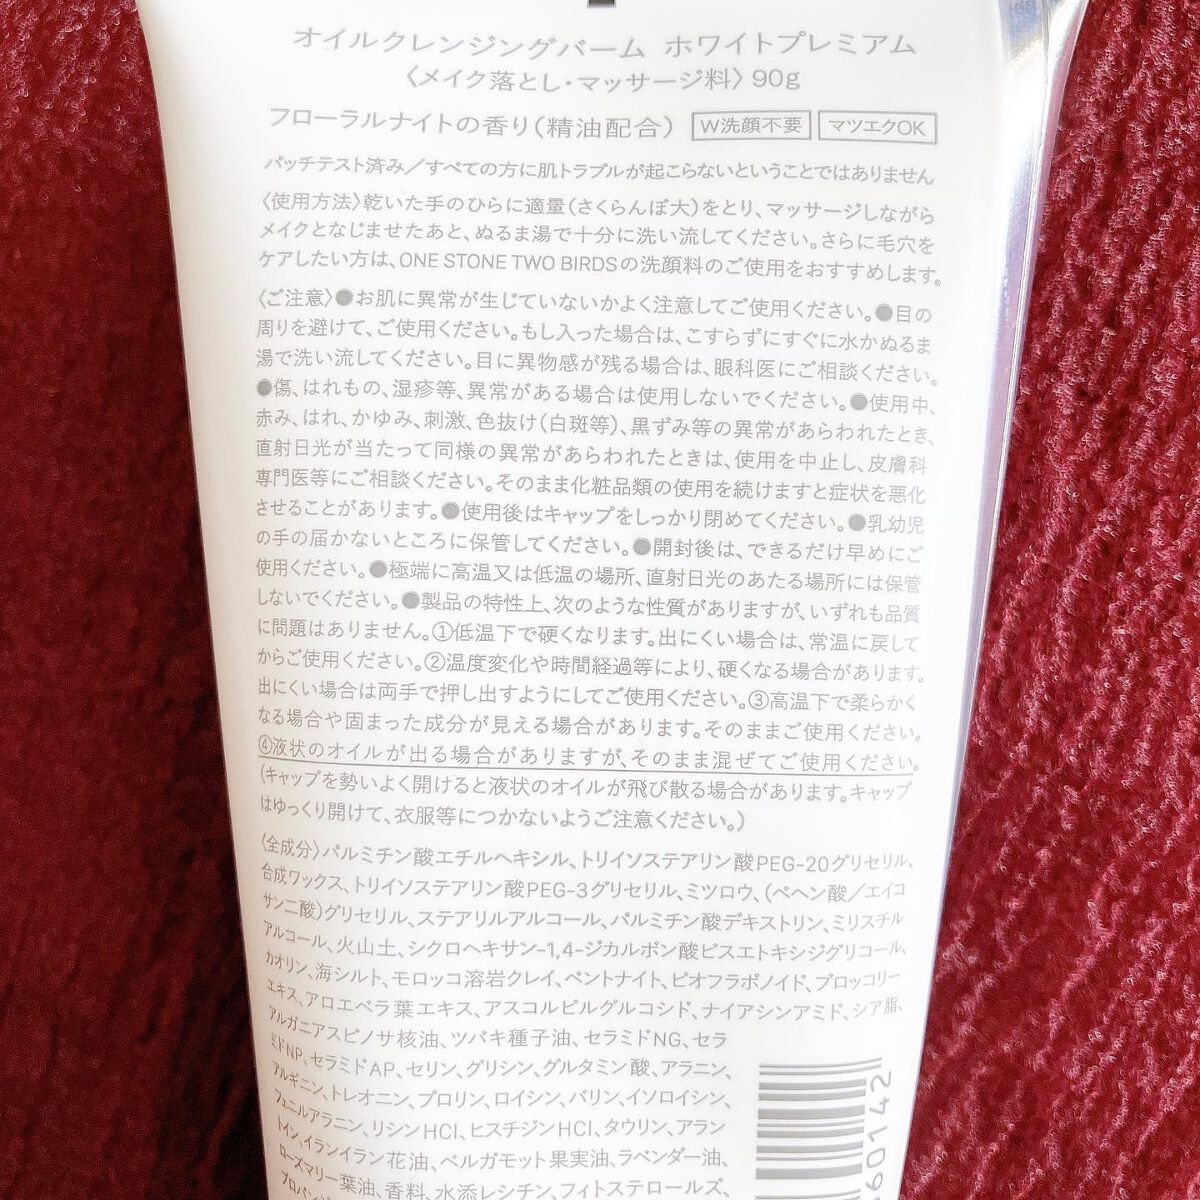 オイルクレンジングバーム ホワイトプレミアム
〈メイク落とし・マッサージ料〉90g
フローラルナイトの香り(精油配合) W洗顔不要 マツエクOK
パッチテスト済み/すべての方に肌トラブルが起こらないということではありません
〈使用方法〉乾いた手のひらに適量(さくらんぼ大)をとり、マッサージしながら
メイクとなじませたあと、ぬるま湯で十分に洗い流してください。さらに毛穴を
ケアしたい方は、ONE STONE TWO BIRDSの洗顔料のご使用をおすすめします。
〈ご注意〉●お肌に異常が生じていないかよく注意してご使用ください。●目の
周りを避けて、ご使用ください。もし入った場合は、こすらずにすぐに水かぬるま
湯で洗い流してください。目に異物感が残る場合は、眼科医にご相談ください。
●傷、はれもの、湿疹等、異常がある場合は使用しないでください。●使用中、
赤み、はれ、かゆみ、刺激、色抜け(白斑等)、黒ずみ等の異常があらわれたとき、
直射日光が当たって同様の異常があらわれたときは、使用を中止し、皮膚科
専門医等にご相談ください。そのまま化粧品類の使用を続けますと症状を悪化
させることがあります。●使用後はキャップをしっかり閉めてください。●乳幼児
の手の届かないところに保管してください。●開封後は、できるだけ早めにご
使用ください。●極端に高温又は低温の場所、直射日光のあたる場所には保管
しないでください。●製品の特性上、次のような性質がありますが、いずれも品質
に問題はありません。①低温下で硬くなります。出にくい場合は、常温に戻して
からご使用ください。②温度変化や時間経過等により、硬くなる場合があります。
出にくい場合は両手で押し出すようにしてご使用ください。③高温下で柔らかく
なる場合や固まった成分が見える場合があります。そのままご使用ください。
④液状のオイルが出る場合がありますが、そのまま混ぜてご使用ください。
(キャップを勢いよく開けると液状のオイルが飛び散る場合があります。キャップ
はゆっくり開けて、衣服等につかないようご注意ください。)
〈全成分〉パルミチン酸エチルヘキシル、トリイソステアリン酸PEG-20グリセリル、
合成ワックス、トリイソステアリン酸PEG-3グリセリル、ミツロウ、(ベヘン酸/エイコ
サン二酸)グリセリル、ステアリルアルコール、パルミチン酸デキストリン、ミリスチル
アルコール、火山土、シクロヘキサン-1,4-ジカルボン酸ビスエトキシジグリコール、
カオリン、海シルト、モロッコ溶岩クレイ、ベントナイト、ビオフラボノイド、ブロッコリー
エキス、アロエベラ葉エキス、アスコルビルグルコシド、ナイアシンアミド、シア脂、
アルガニアスピノサ核油、ツバキ種子油、セラミドNG、セラ
ミドNP、セラミドAP、セリン、グリシン、グルタミン酸、アラニン、
アルギニン、トレオニン、プロリン、ロイシン、バリン、イソロイシン、
フェニルアラニン、リシンHCl、ヒスチジンHCl、タウリン、アラン
トイン、イランイラン花油、ベルガモット果実油、ラベンダー油、
ローズマリー葉油、香料、水添レシチン、フィトステロールズ、
60142